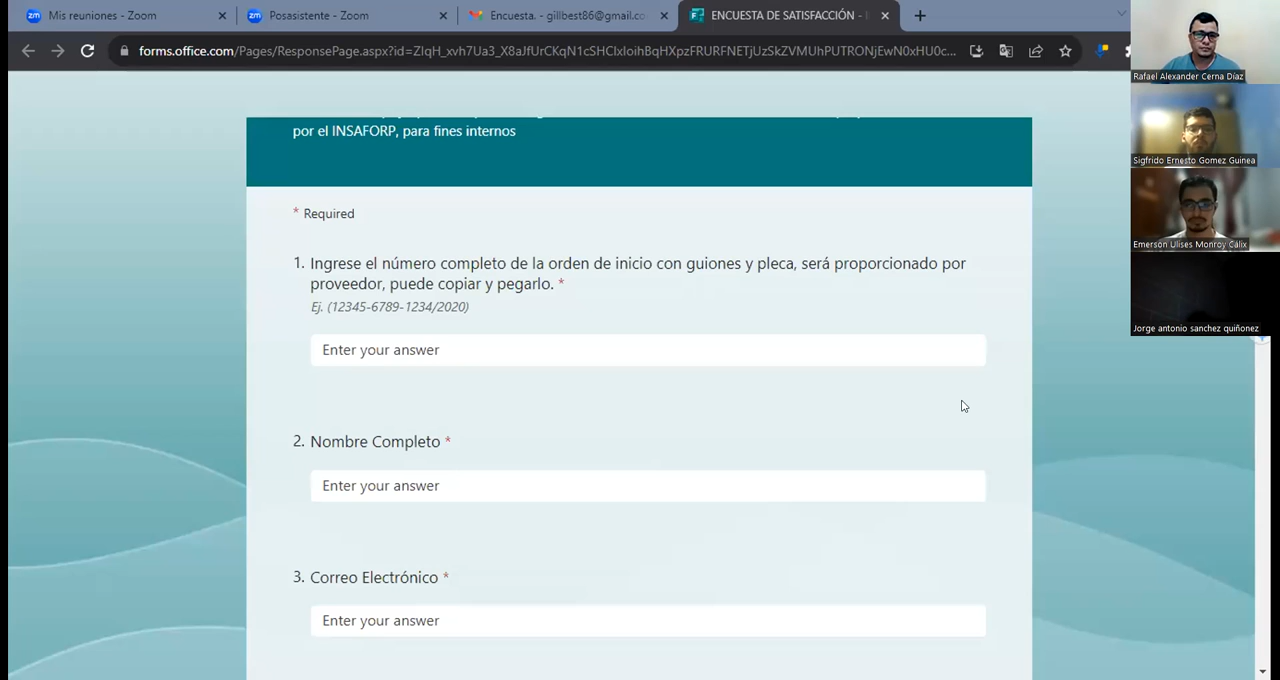 Mis reuniones - Zoom
Posasistente - Zoom
Encuesta. - gillbest86@gmail.co
ENCUESTA DE SATISFACCIÓN -
forms.office.com/Pages/ResponsePage.aspx?id=
por el INSAFORP, para fines internos
* Required
1. Ingrese el número completo de la orden de inicio con guiones y pleca, será proporcionado por
proveedor, puede copiar y pegarlo. *
Ej. (12345-6789-1234/2020)
Enter your answer
2. Nombre Completo *
Enter your answer
3. Correo Electrónico *
Enter your answer
Rafael Alexander Cerna Díaz
Sigfrido Ernesto Gomez Guinea
Emerson Ulises Monroy Cálix
Jorge antonio sanchez quiñonez